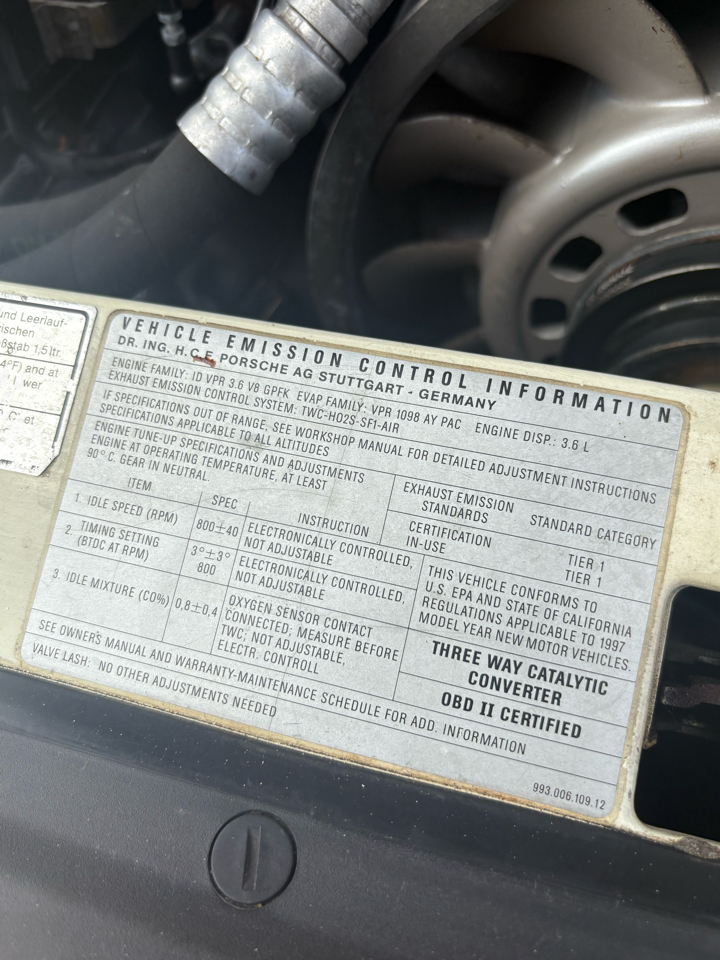 und Leerlauf-
rischen
ßstab 1,5 ltr.
4°F) and at
wer
C et
VEHICLE EMISSION CONTROL INFORMATION
DR. ING. H.C.F. PORSCHE AG STUTTGART - GERMANY
ENGINE FAMILY: ID VPR 3.6 V8 GPFK EVAP FAMILY: VPR 1098 AY PAC ENGINE DISP.: 3.6 L
EXHAUST EMISSION CONTROL SYSTEM: TWC-HO2S-SFI-AIR
IF SPECIFICATIONS OUT OF RANGE, SEE WORKSHOP MANUAL FOR DETAILED ADJUSTMENT INSTRUCTIONS
SPECIFICATIONS APPLICABLE TO ALL ALTITUDES
ENGINE TUNE-UP SPECIFICATIONS AND ADJUSTMENTS
ENGINE AT OPERATING TEMPERATURE, AT LEAST
90° C. GEAR IN NEUTRAL.
ITEM SPEC INSTRUCTION
1. IDLE SPEED (RPM) 800±40 ELECTRONICALLY CONTROLLED,
NOT ADJUSTABLE
2. TIMING SETTING 3°±3° ELECTRONICALLY CONTROLLED,
(BTDC AT RPM) 800 NOT ADJUSTABLE
3. IDLE MIXTURE (CO%) 0,8±0,4 OXYGEN SENSOR CONTACT
CONNECTED; MEASURE BEFORE
TWC; NOT ADJUSTABLE,
ELECTR. CONTROLL
EXHAUST EMISSION STANDARD CATEGORY
STANDARDS
CERTIFICATION TIER 1
IN-USE TIER 1
THIS VEHICLE CONFORMS TO
U.S. EPA AND STATE OF CALIFORNIA
REGULATIONS APPLICABLE TO 1997
MODEL YEAR NEW MOTOR VEHICLES.
THREE WAY CATALYTIC
CONVERTER
OBD II CERTIFIED
SEE OWNER'S MANUAL AND WARRANTY-MAINTENANCE SCHEDULE FOR ADD. INFORMATION
VALVE LASH: NO OTHER ADJUSTMENTS NEEDED
993.006.109.12